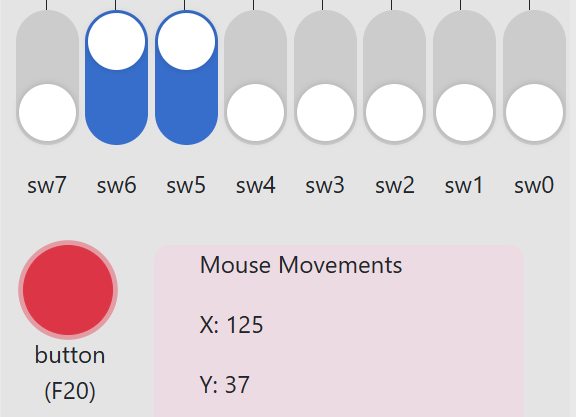 sw7 sw6 sw5 sw4 sw3 sw2 sw1 sw0
button
(F20)
Mouse Movements
X: 125
Y: 37